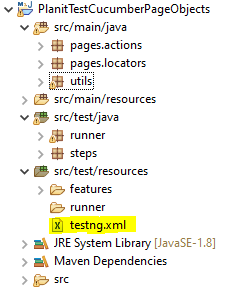 PlanitTestCucumberPageObjects
src/main/java
pages.actions
pages.locators
utils
src/main/resources
src/test/java
runner
steps
src/test/resources
features
runner
testng.xml
JRE System Library [JavaSE-1.8]
Maven Dependencies
src